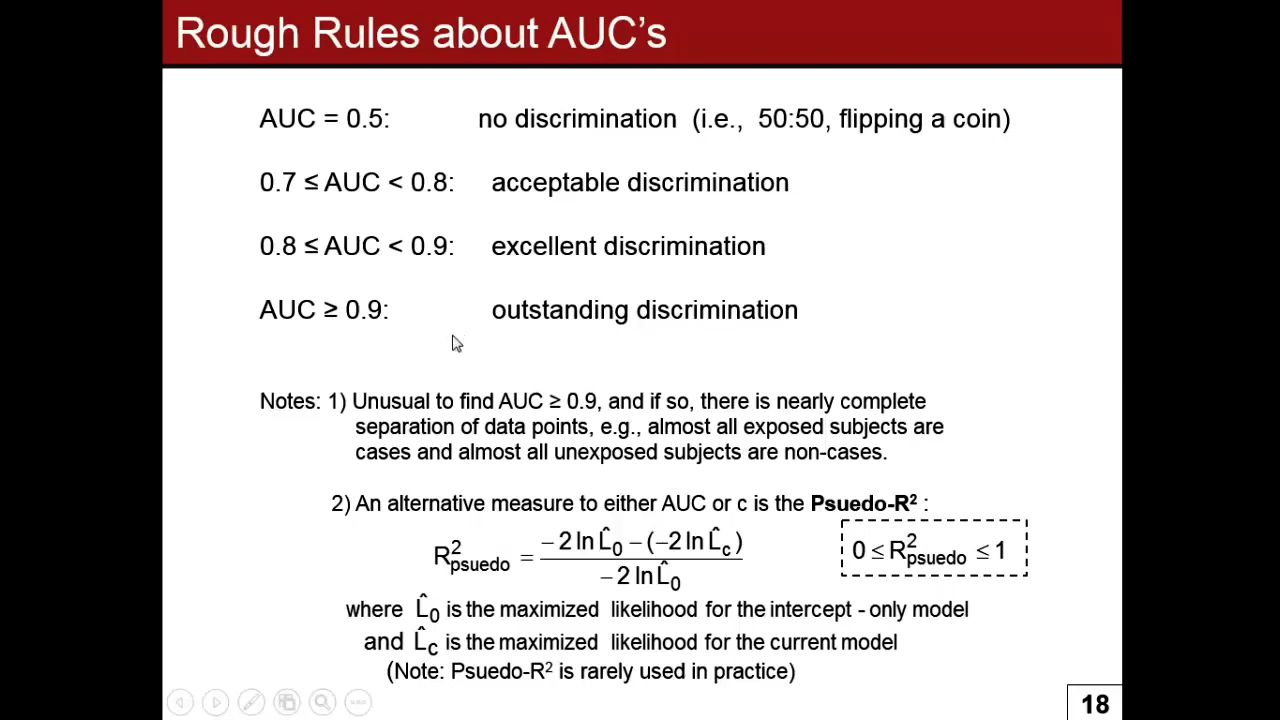 Rough Rules about AUC's
AUC = 0.5: no discrimination (i.e., 50:50, flipping a coin)
0.7 ≤ AUC < 0.8: acceptable discrimination
0.8 ≤ AUC < 0.9: excellent discrimination
AUC ≥ 0.9: outstanding discrimination
Notes: 1) Unusual to find AUC ≥ 0.9, and if so, there is nearly complete
separation of data points, e.g., almost all exposed subjects are
cases and almost all unexposed subjects are non-cases.
2) An alternative measure to either AUC or c is the Psuedo-R² :
R²psuedo = (− 2 ln L̂0 − (−2 ln L̂c)) / (− 2 ln L̂0)
0 ≤ R²psuedo ≤ 1
where L̂0 is the maximized likelihood for the intercept - only model
and L̂c is the maximized likelihood for the current model
(Note: Psuedo-R² is rarely used in practice)
18